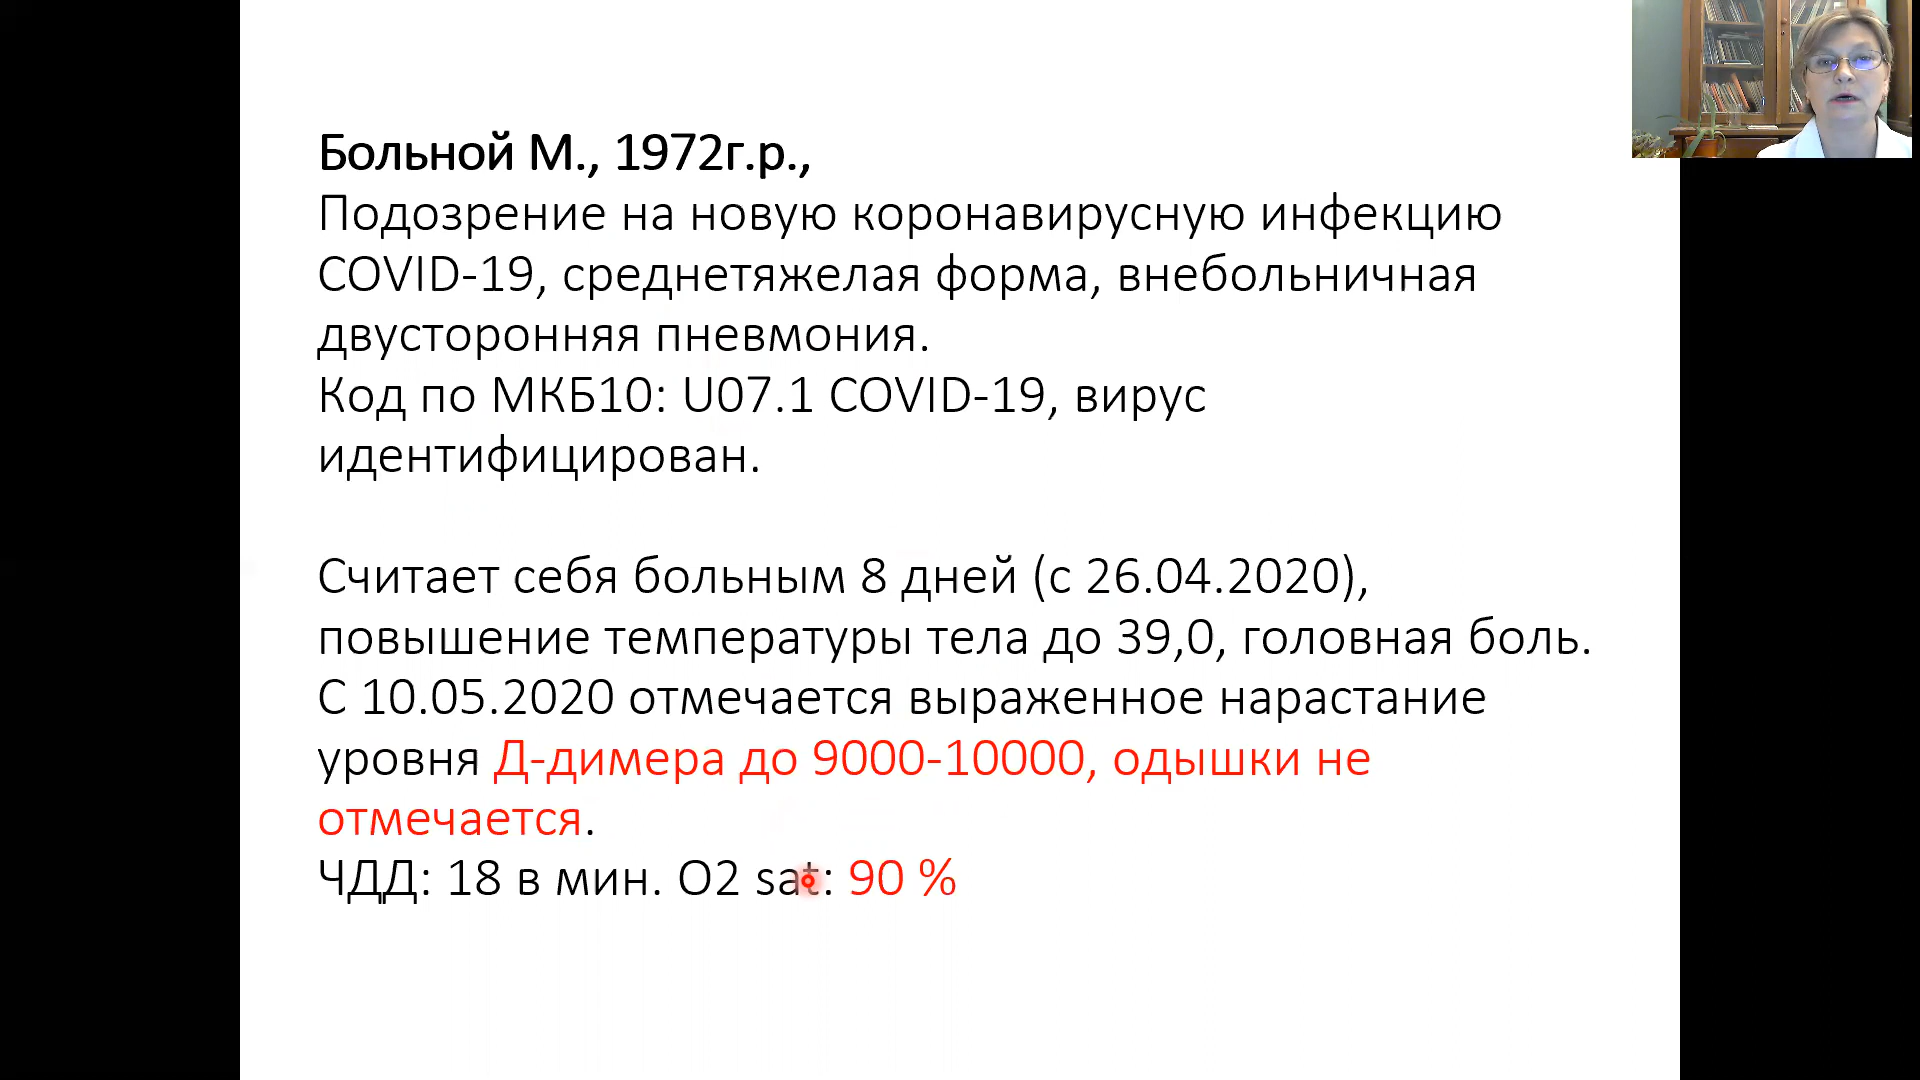 Больной М., 1972г.р.,
Подозрение на новую коронавирусную инфекцию
COVID-19, среднетяжелая форма, внебольничная
двусторонняя пневмония.
Код по МКБ10: U07.1 COVID-19, вирус
идентифицирован.
Считает себя больным 8 дней (с 26.04.2020),
повышение температуры тела до 39,0, головная боль.
С 10.05.2020 отмечается выраженное нарастание
уровня Д-димера до 9000-10000, одышки не
отмечается.
ЧДД: 18 в мин. O2 sat: 90 %